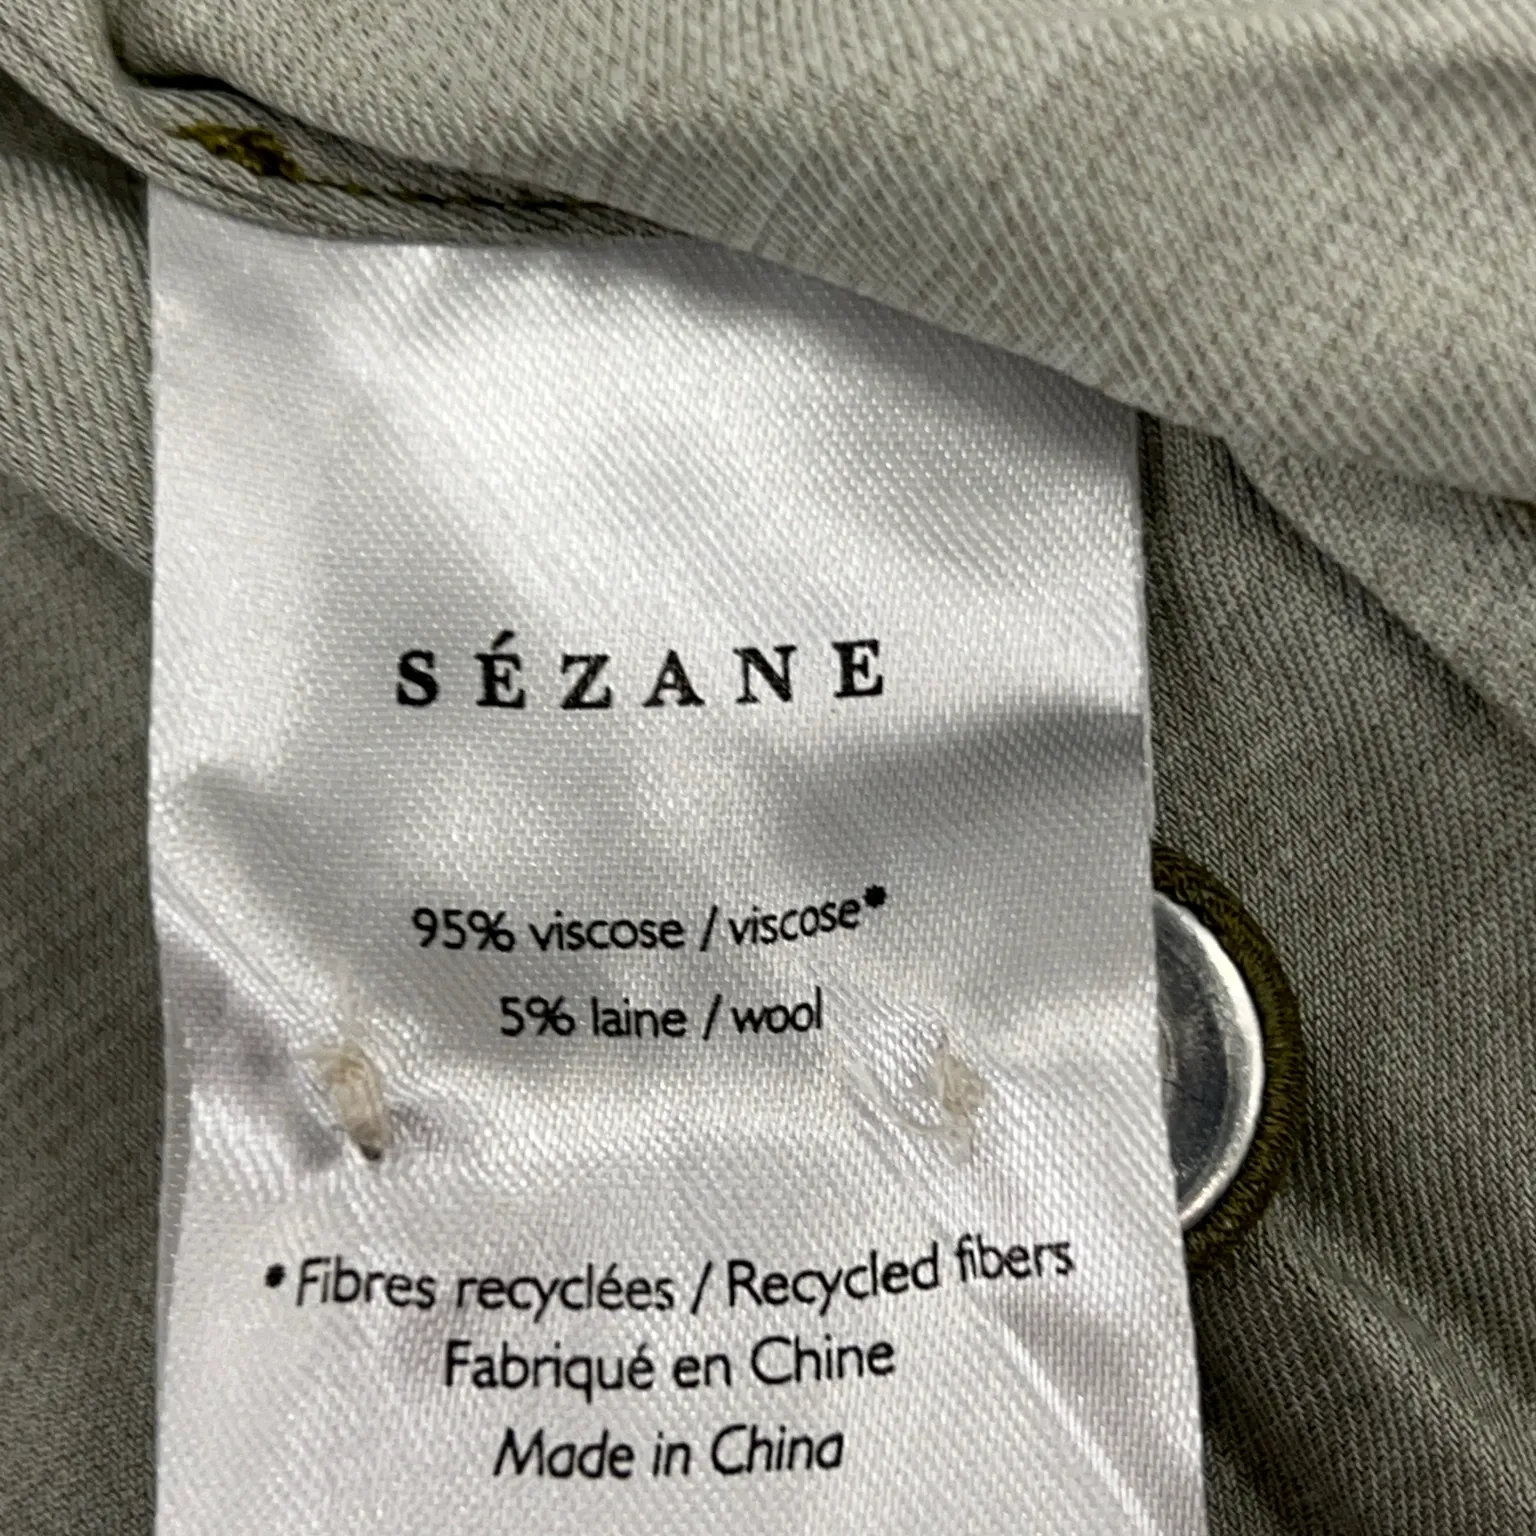 SÉZANE
95% viscose / viscose*
5% laine / wool
*Fibres recyclées / Recycled fibers
Fabriqué en Chine
Made in China